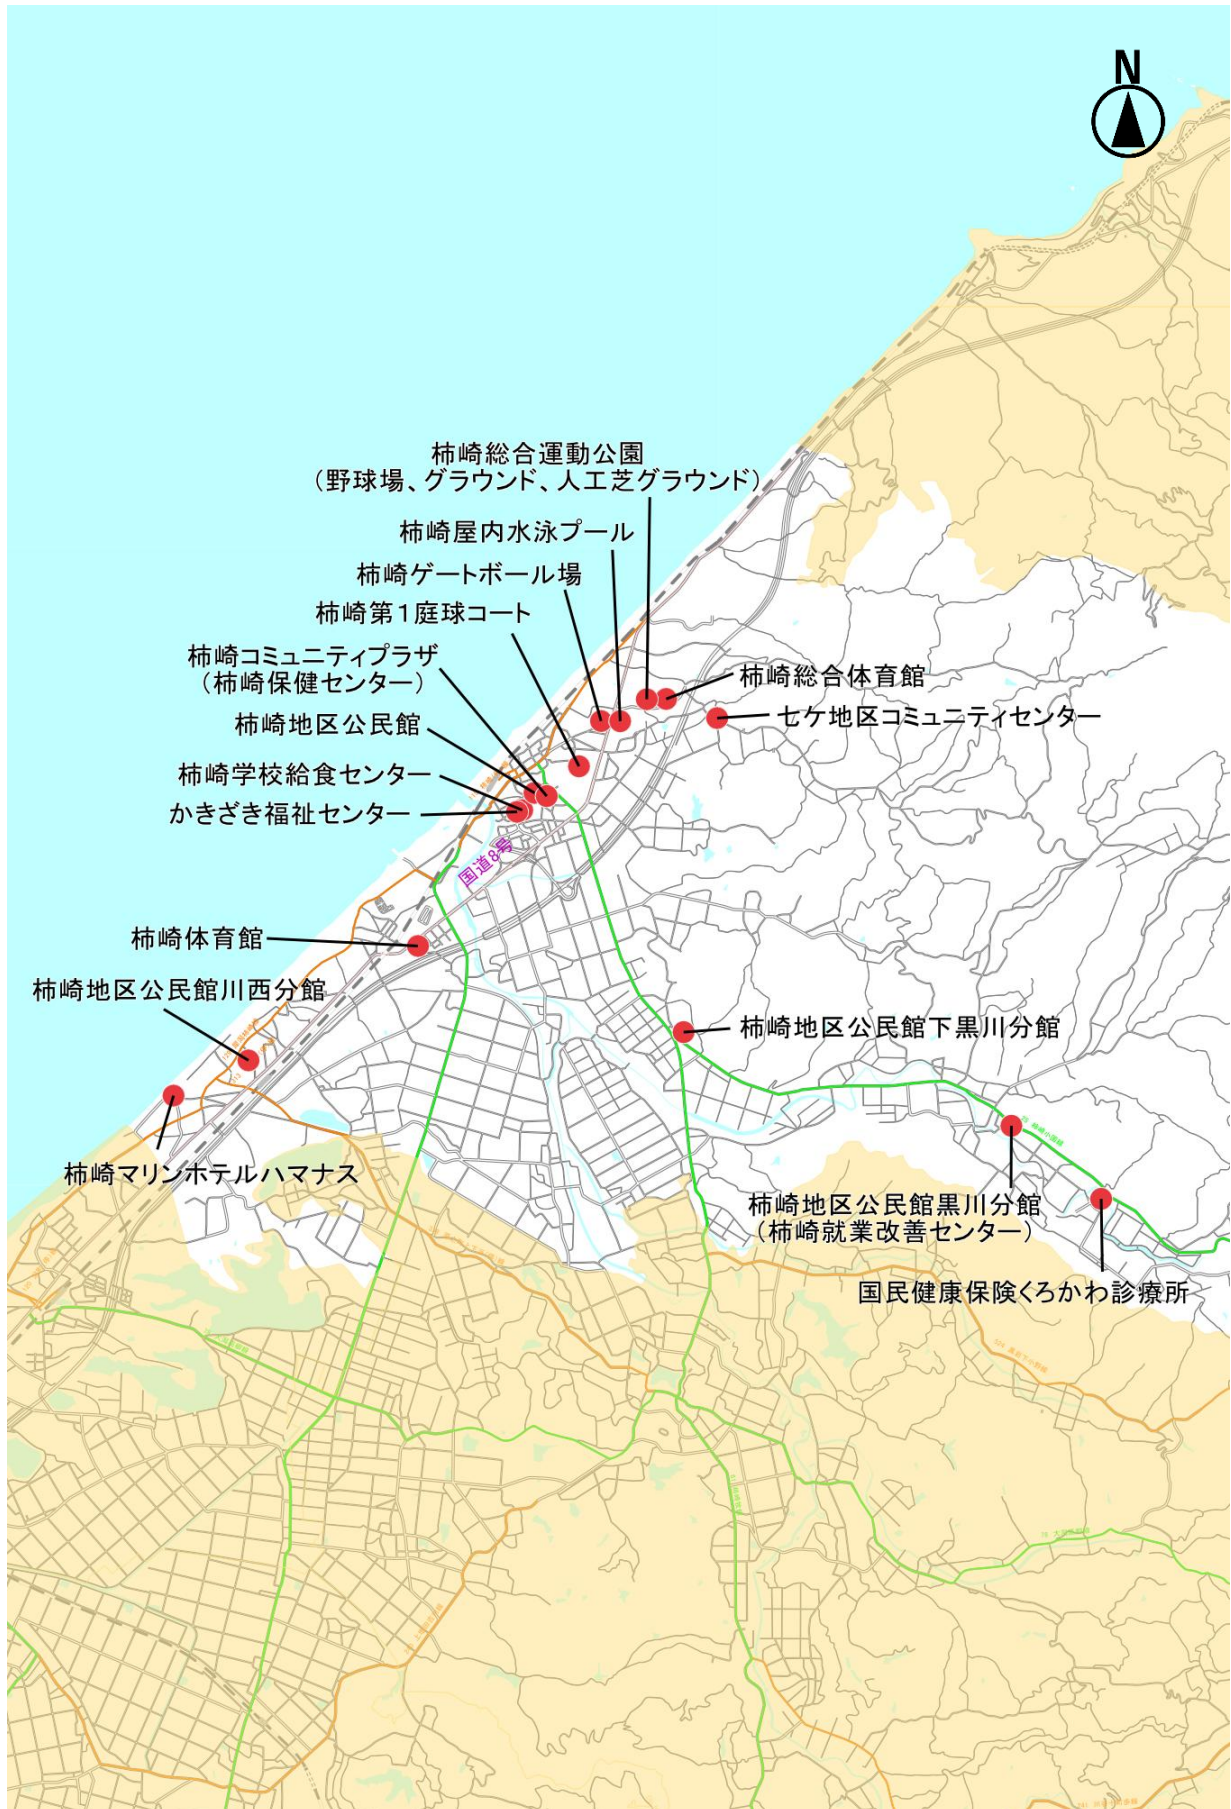 N
柿崎総合運動公園
（野球場、グラウンド、人工芝グラウンド）
柿崎屋内水泳プール
柿崎ゲートボール場
柿崎第１庭球コート
柿崎コミュニティプラザ
（柿崎保健センター）
柿崎総合体育館
七ケ地区コミュニティセンター
柿崎地区公民館
柿崎学校給食センター
かきざき福祉センター
国道8号
柿崎体育館
柿崎地区公民館川西分館
柿崎地区公民館下黒川分館
柿崎マリンホテルハマナス
柿崎地区公民館黒川分館
（柿崎就業改善センター）
国民健康保険くろかわ診療所